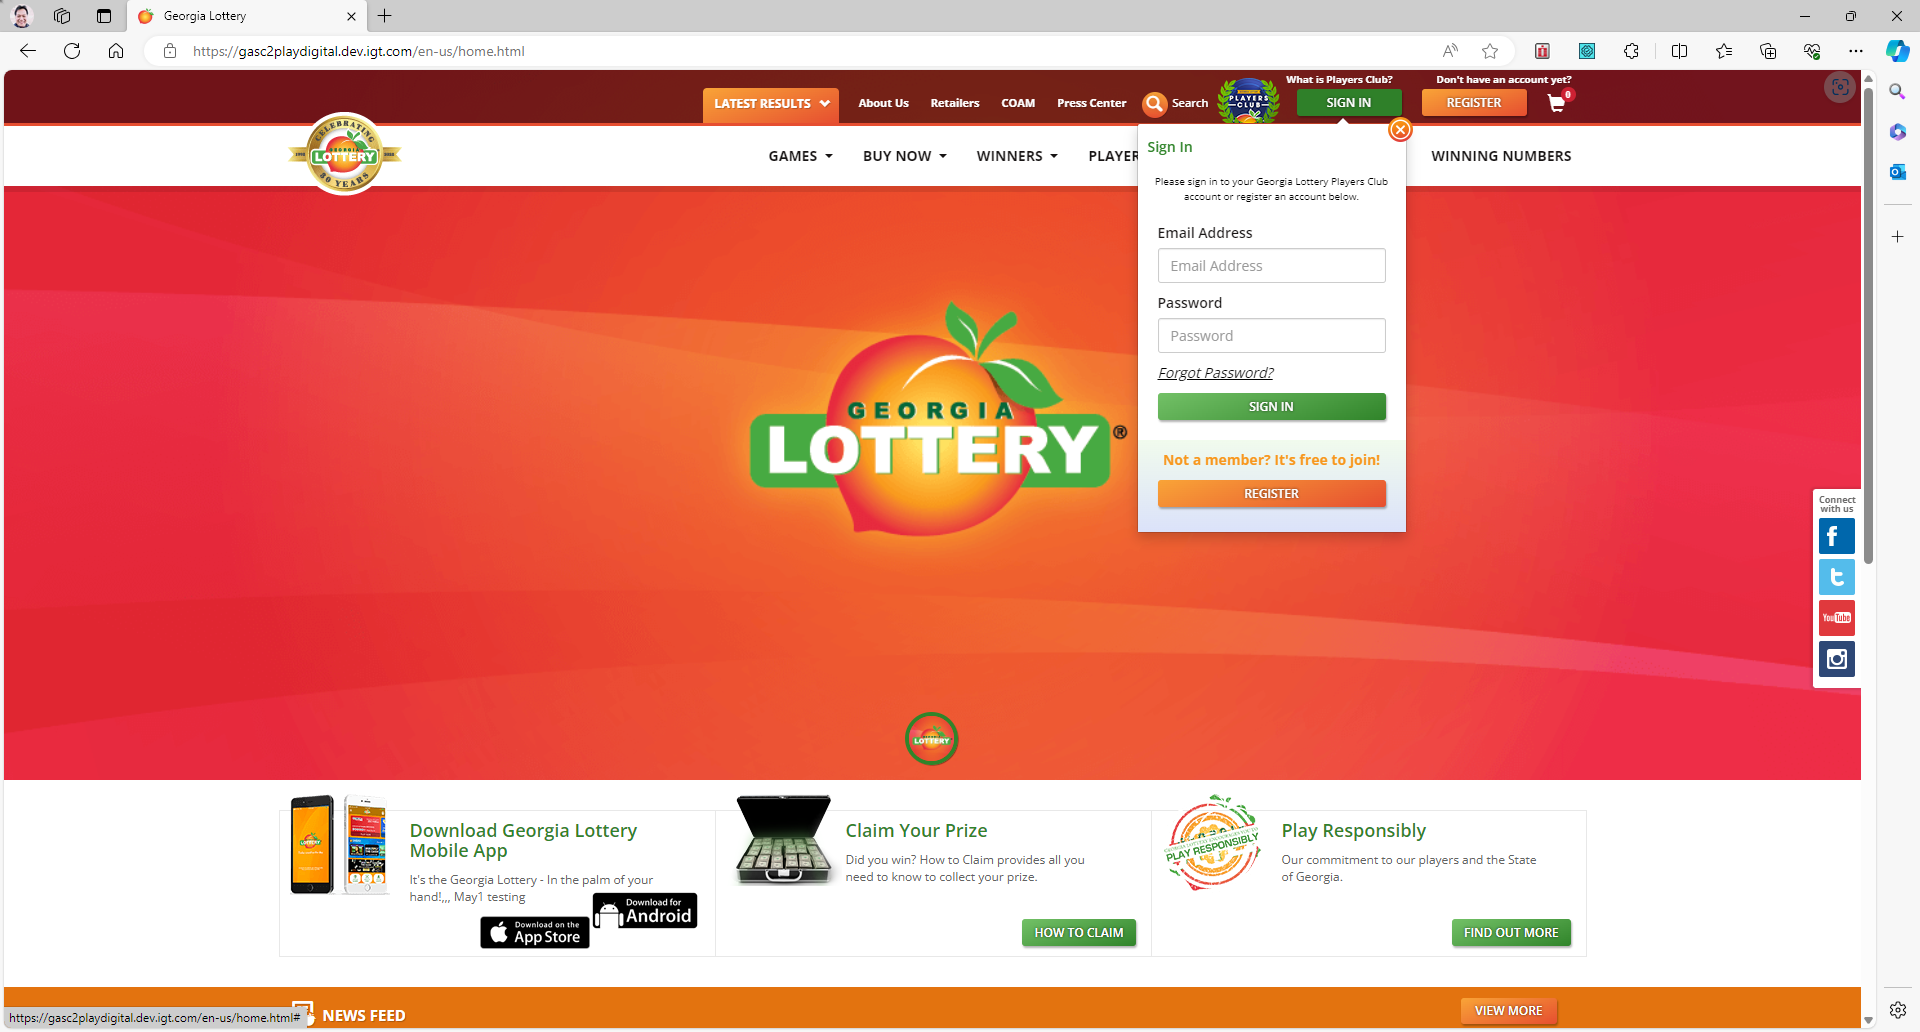 Georgia Lottery
https://gasc2playdigital.dev.igt.com/en-us/home.html
What is Players Club?
Don't have an account yet?
LATEST RESULTS
About Us
Retailers
COAM
Press Center
Search
PLAYERS
CLUB
SIGN IN
REGISTER
0
CELEBRATING
GEORGIA
LOTTERY
30 YEARS
GAMES
BUY NOW
WINNERS
PLAYER
WINNING NUMBERS
Sign In
Please sign in to your Georgia Lottery Players Club
account or register an account below.
Email Address
Email Address
Password
Password
Forgot Password?
SIGN IN
Not a member? It's free to join!
REGISTER
GEORGIA
LOTTERY®
Connect
with us
f
t
YouTube
LOTTERY
Download Georgia Lottery
Mobile App
It's the Georgia Lottery - In the palm of your
hand!,,, May1 testing
Download on the
App Store
Download for
Android
Claim Your Prize
Did you win? How to Claim provides all you
need to know to collect your prize.
HOW TO CLAIM
PLAY RESPONSIBLY
Play Responsibly
Our commitment to our players and the State
of Georgia.
FIND OUT MORE
NEWS FEED
VIEW MORE
https://gasc2playdigital.dev.igt.com/en-us/home.html#